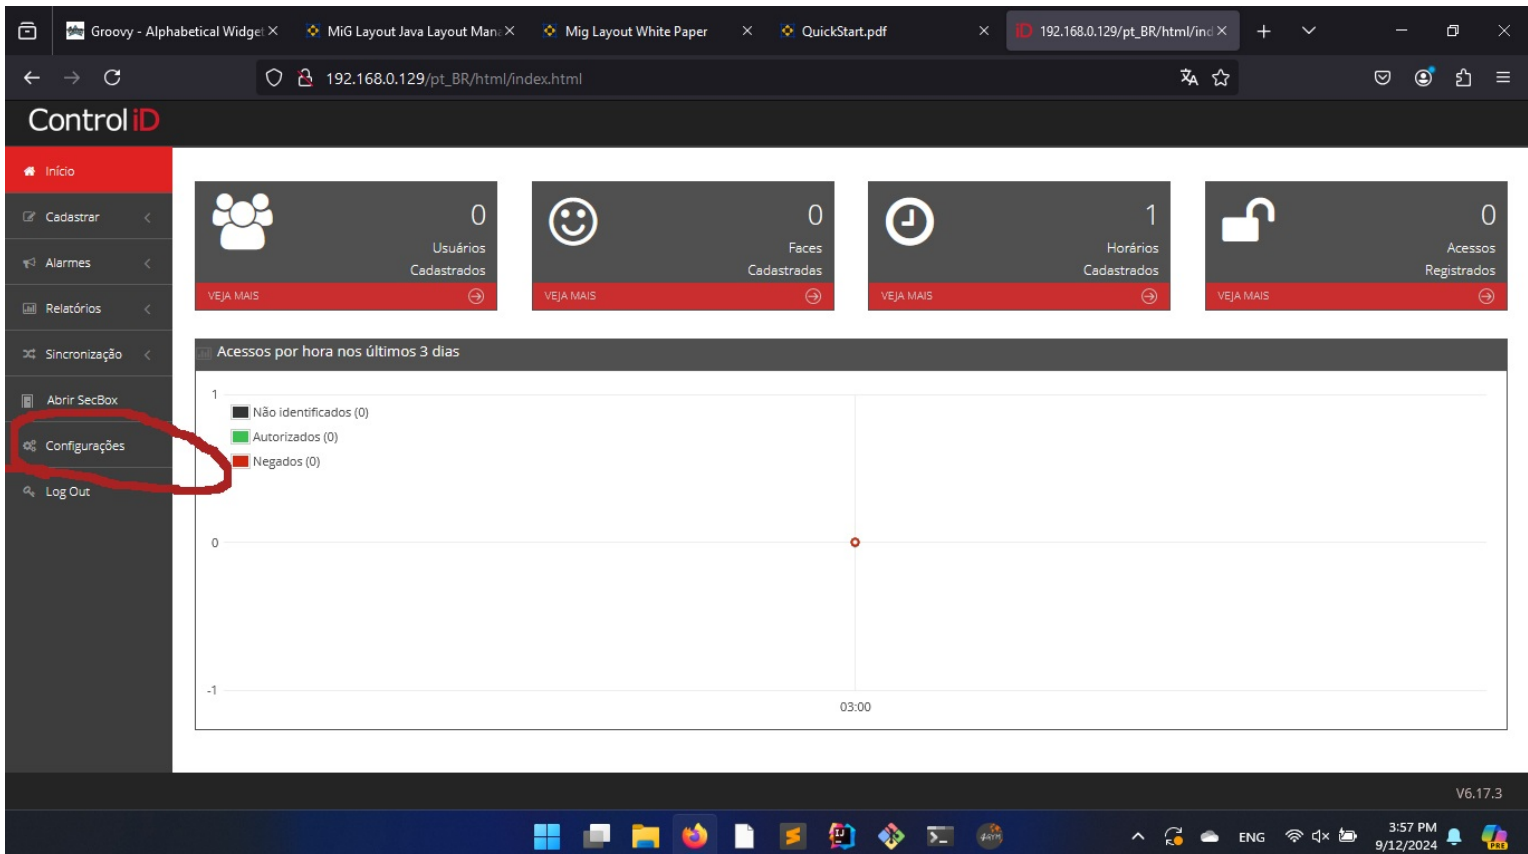 Groovy - Alphabetical Widget
MiG Layout Java Layout Mana
Mig Layout White Paper
QuickStart.pdf
iD 192.168.0.129/pt_BR/html/ind
192.168.0.129/pt_BR/html/index.html
Control iD
Início
Cadastrar
Alarmes
Relatórios
Sincronização
Abrir SecBox
Configurações
Log Out
0
Usuários
Cadastrados
VEJA MAIS
0
Faces
Cadastradas
VEJA MAIS
1
Horários
Cadastrados
VEJA MAIS
0
Acessos
Registrados
VEJA MAIS
Acessos por hora nos últimos 3 dias
1
Não identificados (0)
Autorizados (0)
Negados (0)
0
-1
03:00
V6.17.3
ENG
3:57 PM
9/12/2024
PRE